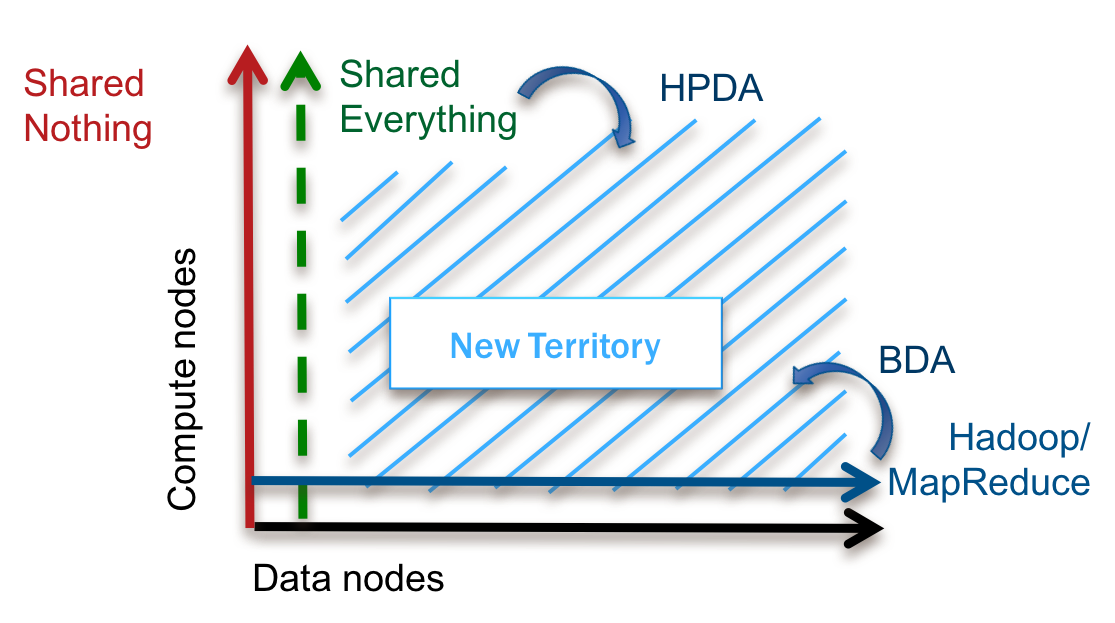 Shared
Nothing
Shared
Everything
HPDA
Compute nodes
New Territory
BDA
Hadoop/
MapReduce
Data nodes